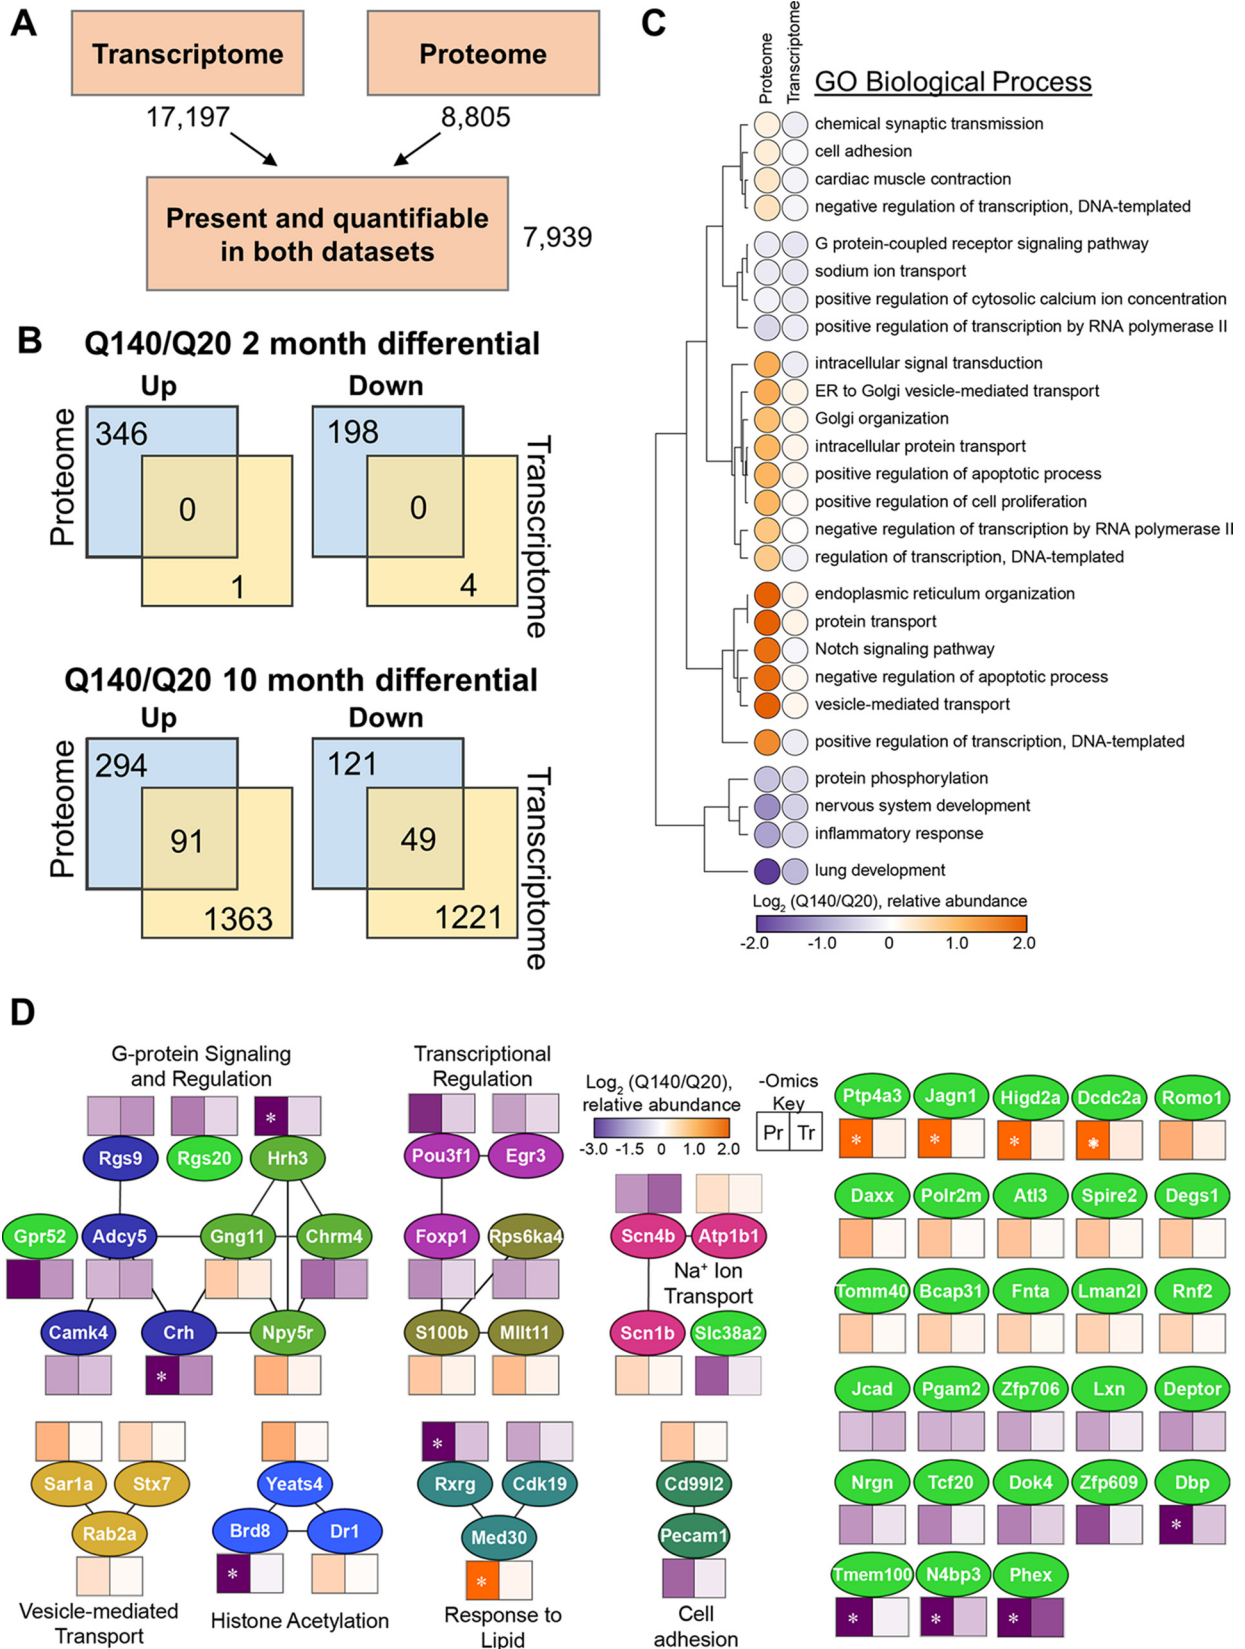 A
Transcriptome
Proteome
17,197
8,805
Present and quantifiable
in both datasets
7,939
B
Q140/Q20 2 month differential
Up
Down
Proteome
346
0
1
198
0
4
Transcriptome
Q140/Q20 10 month differential
Up
Down
Proteome
294
91
1363
121
49
1221
Transcriptome
C
Proteome
Transcriptome
GO Biological Process
chemical synaptic transmission
cell adhesion
cardiac muscle contraction
negative regulation of transcription, DNA-templated
G protein-coupled receptor signaling pathway
sodium ion transport
positive regulation of cytosolic calcium ion concentration
positive regulation of transcription by RNA polymerase II
intracellular signal transduction
ER to Golgi vesicle-mediated transport
Golgi organization
intracellular protein transport
positive regulation of apoptotic process
positive regulation of cell proliferation
negative regulation of transcription by RNA polymerase II
regulation of transcription, DNA-templated
endoplasmic reticulum organization
protein transport
Notch signaling pathway
negative regulation of apoptotic process
vesicle-mediated transport
positive regulation of transcription, DNA-templated
protein phosphorylation
nervous system development
inflammatory response
lung development
Log2 (Q140/Q20), relative abundance
-2.0 -1.0 0 1.0 2.0
D
G-protein Signaling
and Regulation
*
Rgs9 Rgs20 Hrh3
Gpr52 Adcy5 Gng11 Chrm4
Camk4 Crh Npy5r
*
Transcriptional
Regulation
Pou3f1 Egr3
Foxp1 Rps6ka4
S100b Mllt11
Log2 (Q140/Q20),
relative abundance
-3.0 -1.5 0 1.0 2.0
-Omics
Key
Pr Tr
Scn4b Atp1b1
Na+ Ion
Transport
Scn1b Slc38a2
Sar1a Stx7
Rab2a
Vesicle-mediated
Transport
Yeats4
Brd8 Dr1
*
Histone Acetylation
*
Rxrg Cdk19
Med30
*
Response to
Lipid
Cd99l2
Pecam1
Cell
adhesion
Ptp4a3 Jagn1 Higd2a Dcdc2a Romo1
* * * *
Daxx Polr2m Atl3 Spire2 Degs1
Tomm40 Bcap31 Fnta Lman2l Rnf2
Jcad Pgam2 Zfp706 Lxn Deptor
Nrgn Tcf20 Dok4 Zfp609 Dbp
*
Tmem100 N4bp3 Phex
* * *